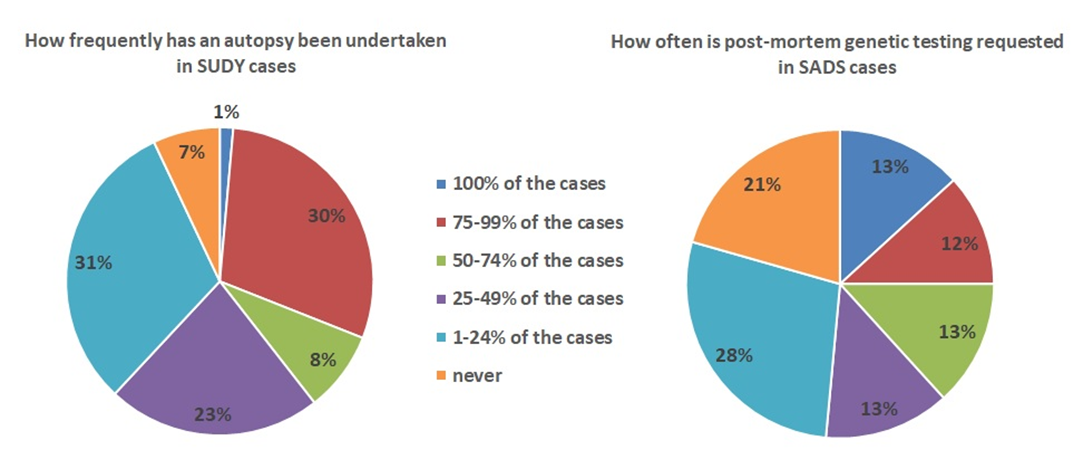 How frequently has an autopsy been undertaken
in SUDY cases
1%
7%
30%
31%
8%
23%
100% of the cases
75-99% of the cases
50-74% of the cases
25-49% of the cases
1-24% of the cases
never
How often is post-mortem genetic testing requested
in SADS cases
13%
21%
12%
13%
28%
13%